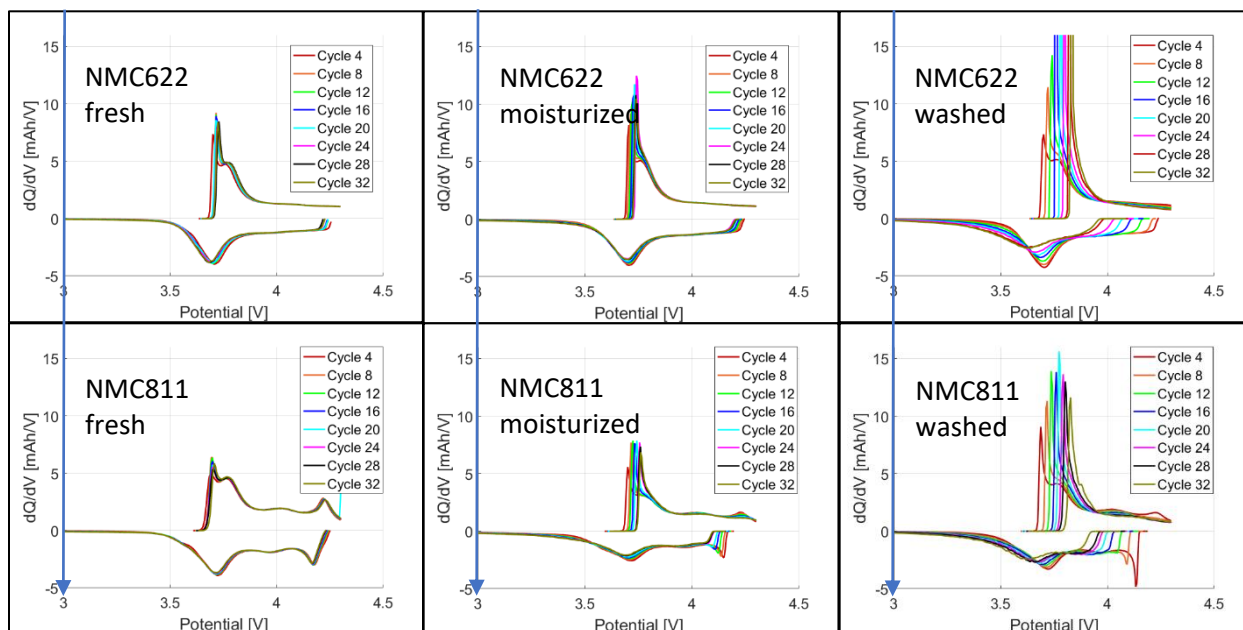 15
10
5
0
-5
dQ/dV [mAh/V]
NMC622
fresh
Cycle 4
Cycle 8
Cycle 12
Cycle 16
Cycle 20
Cycle 24
Cycle 28
Cycle 32
3 3.5 4 4.5
Potential [V]
15
10
5
0
-5
dQ/dV [mAh/V]
NMC622
moisturized
Cycle 4
Cycle 8
Cycle 12
Cycle 16
Cycle 20
Cycle 24
Cycle 28
Cycle 32
3 3.5 4 4.5
Potential [V]
15
10
5
0
-5
dQ/dV [mAh/V]
NMC622
washed
Cycle 4
Cycle 8
Cycle 12
Cycle 16
Cycle 20
Cycle 24
Cycle 28
Cycle 32
3 3.5 4 4.5
Potential [V]
15
10
5
0
-5
dQ/dV [mAh/V]
NMC811
fresh
Cycle 4
Cycle 8
Cycle 12
Cycle 16
Cycle 20
Cycle 24
Cycle 28
Cycle 32
3 3.5 4 4.5
Potential [V]
15
10
5
0
-5
dQ/dV [mAh/V]
NMC811
moisturized
Cycle 4
Cycle 8
Cycle 12
Cycle 16
Cycle 20
Cycle 24
Cycle 28
Cycle 32
3 3.5 4 4.5
Potential [V]
15
10
5
0
-5
dQ/dV [mAh/V]
NMC811
washed
Cycle 4
Cycle 8
Cycle 12
Cycle 16
Cycle 20
Cycle 24
Cycle 28
Cycle 32
3 3.5 4 4.5
Potential [V]